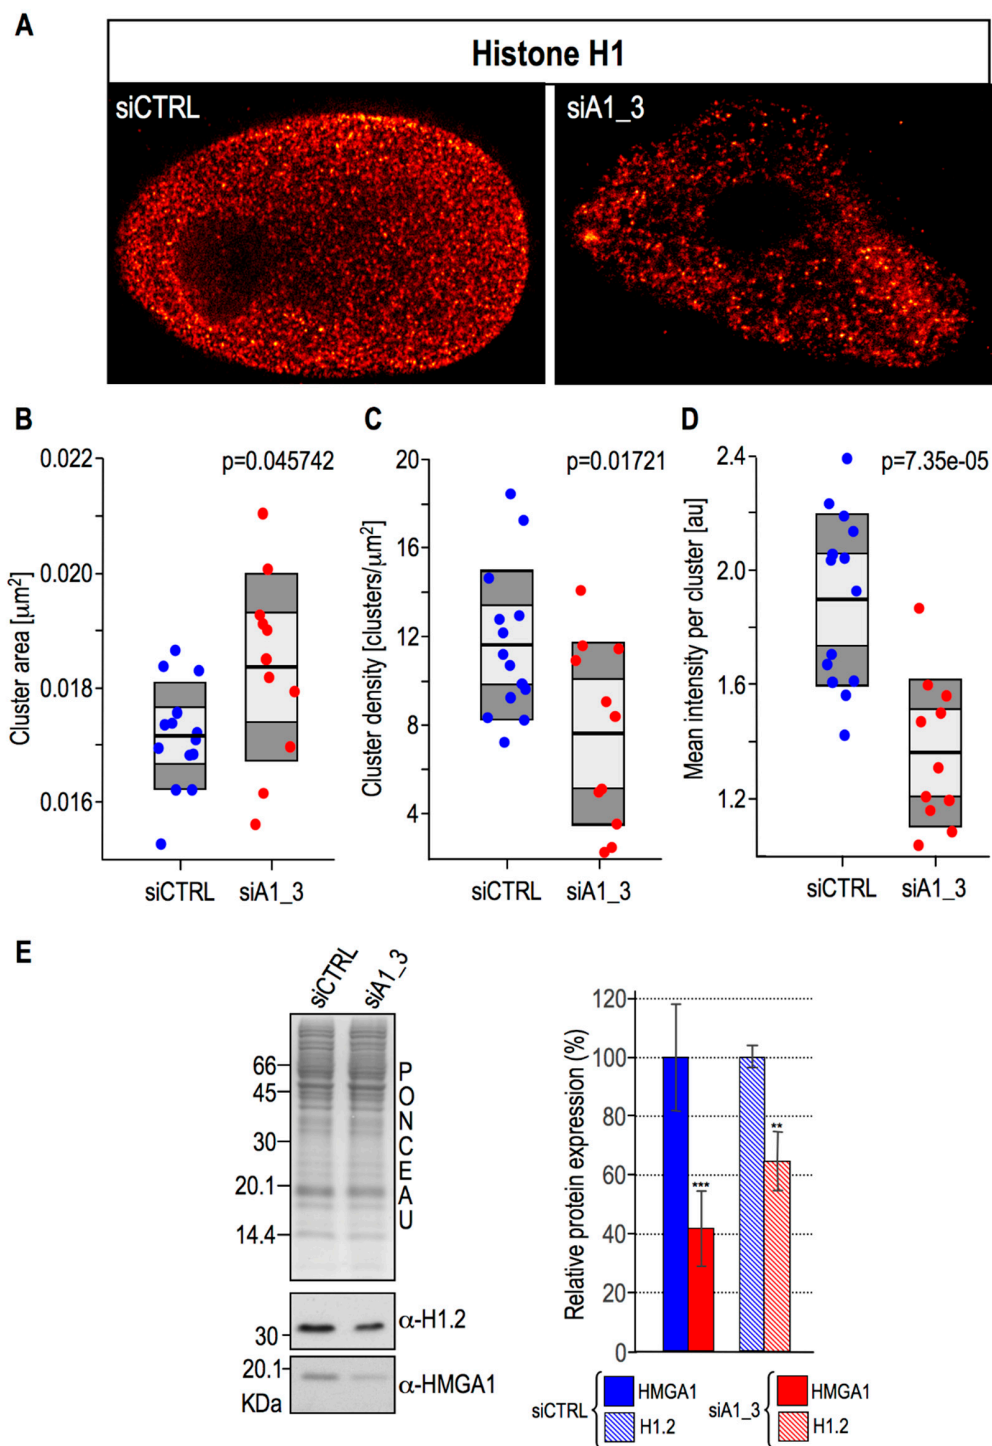 A
Histone H1
siCTRL
siA1_3
B
Cluster area [μm²]
0.022
0.020
0.018
0.016
p=0.045742
siCTRL
siA1_3
C
Cluster density [clusters/μm²]
20
16
12
8
4
p=0.01721
siCTRL
siA1_3
D
Mean intensity per cluster [au]
2.4
2.0
1.6
1.2
p=7.35e-05
siCTRL
siA1_3
E
siCTRL
siA1_3
66
45
30
20.1
14.4
PONCEAU
30
α-H1.2
20.1
KDa
α-HMGA1
Relative protein expression (%)
120
100
80
60
40
20
0
***
**
siCTRL
HMGA1
H1.2
siA1_3
HMGA1
H1.2